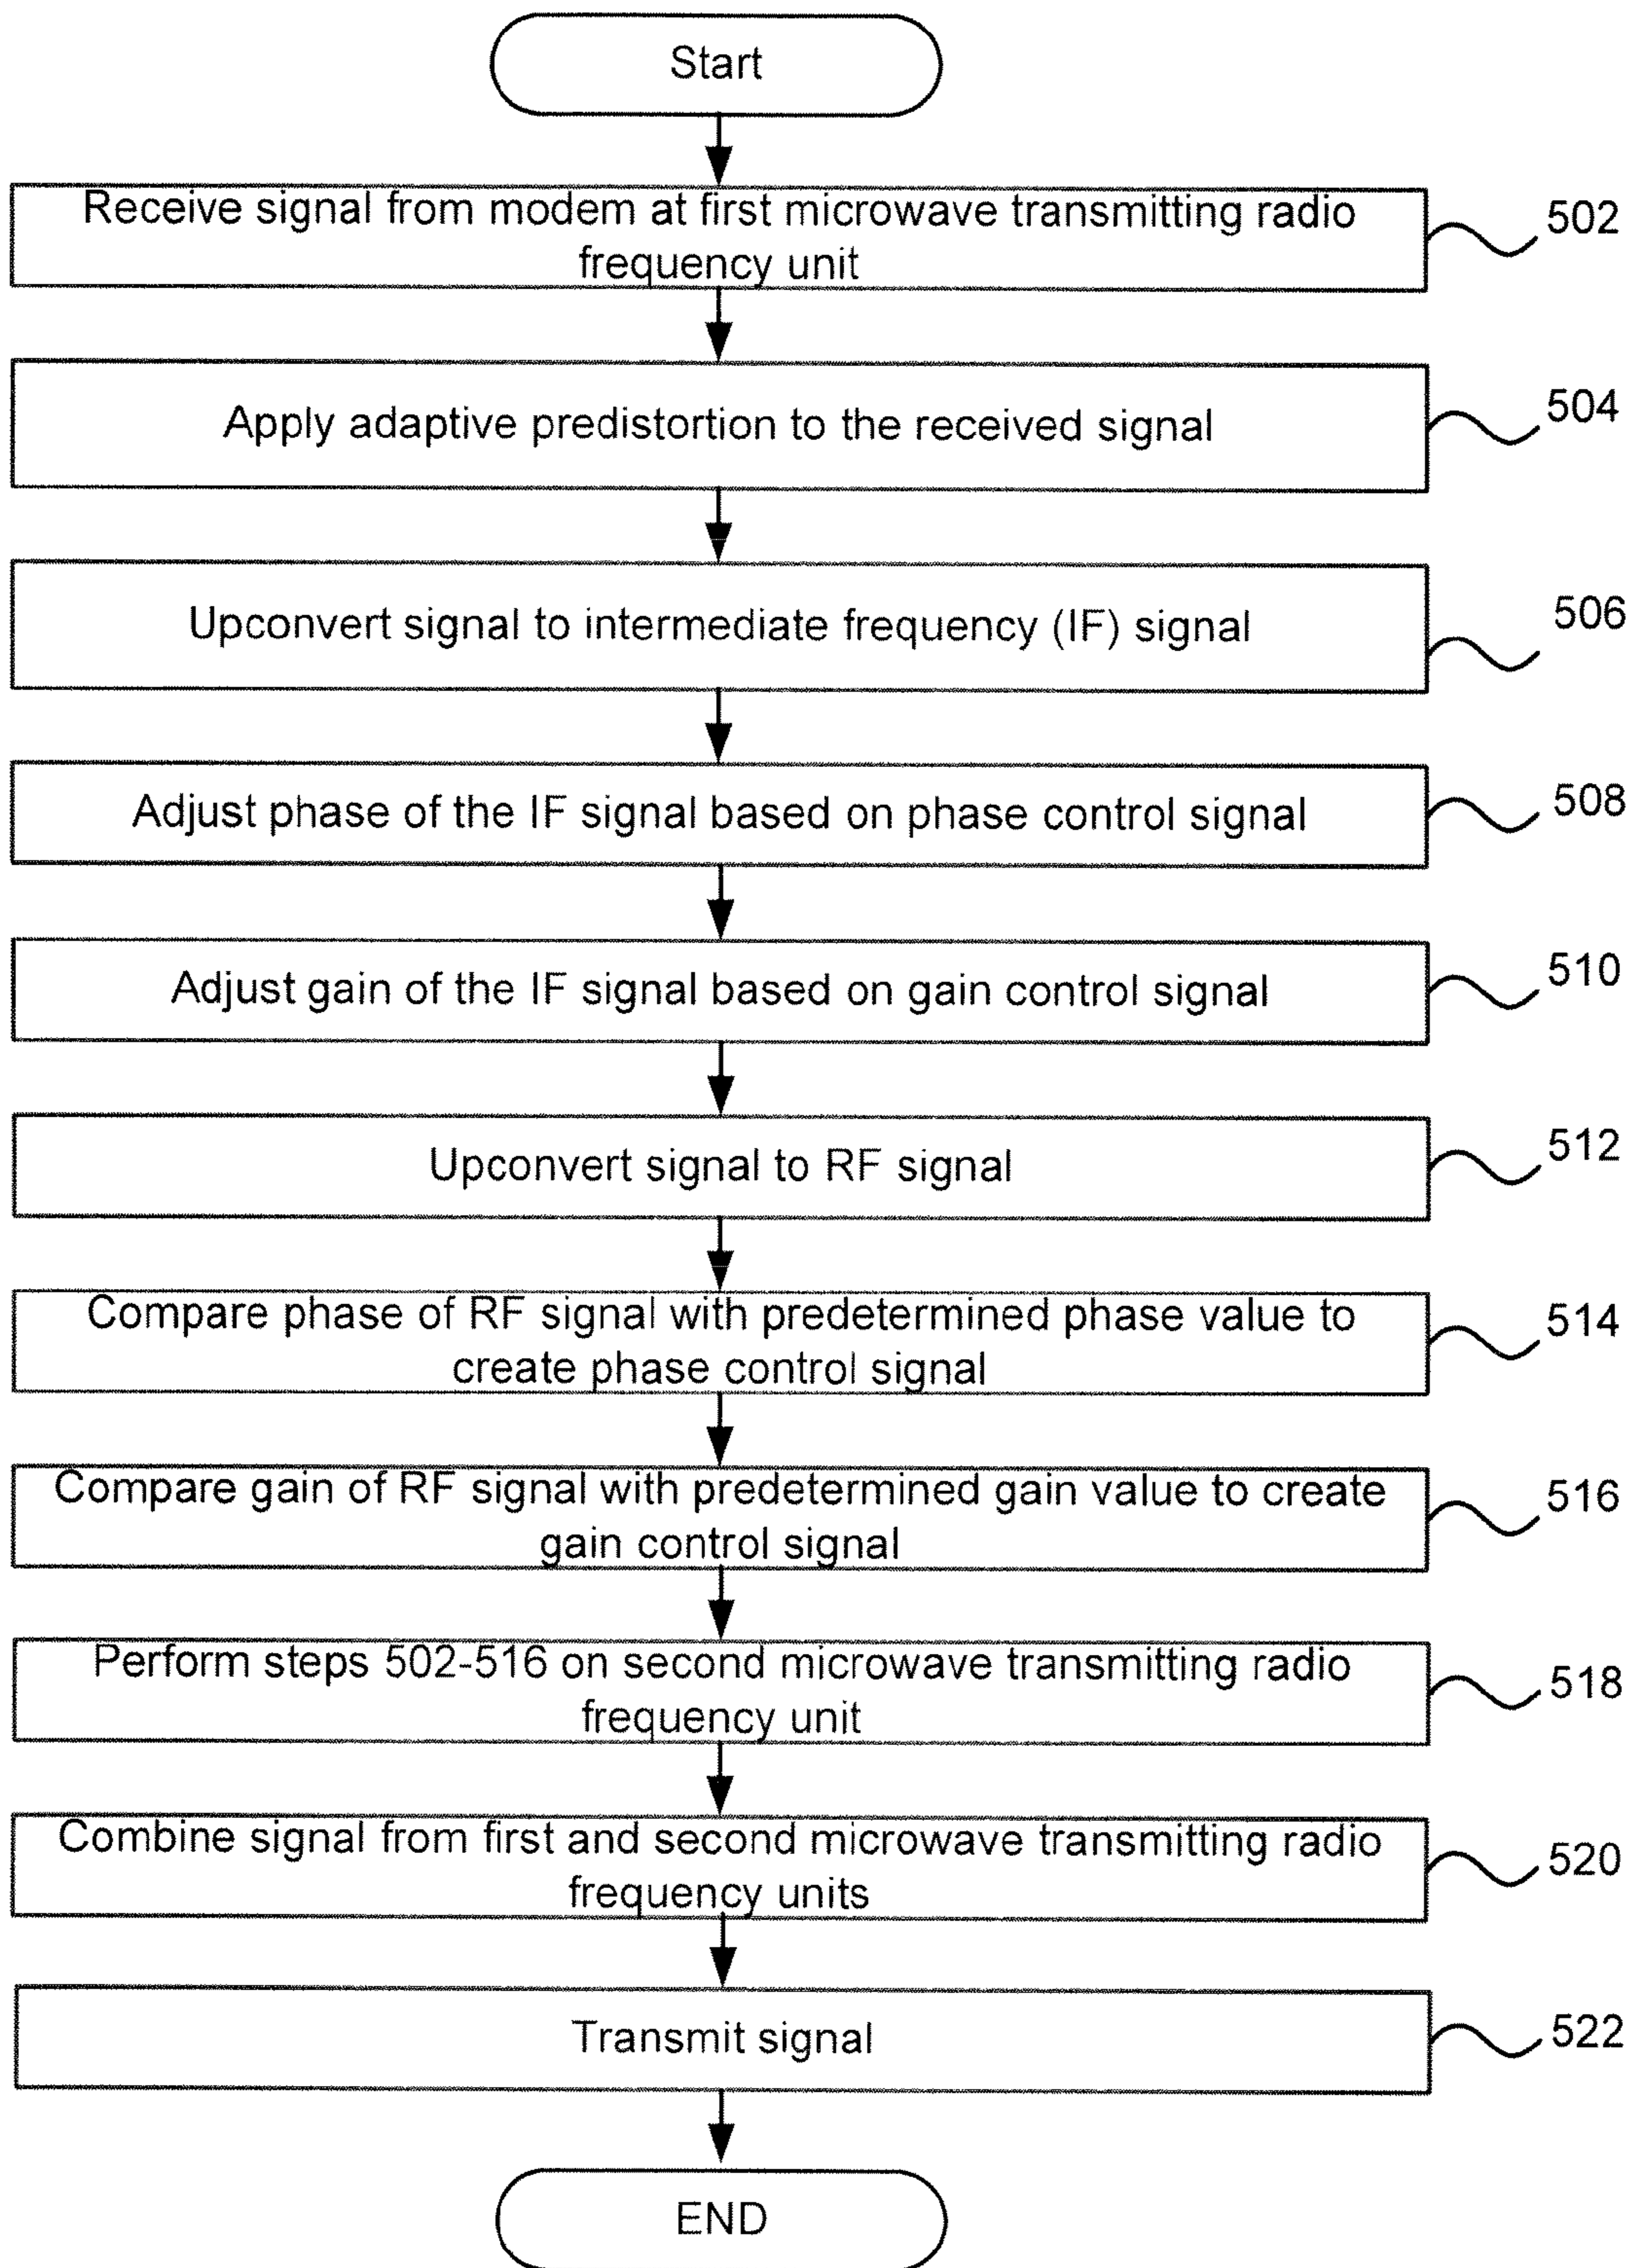 Start
Receive signal from modem at first microwave transmitting radio
frequency unit
502
Apply adaptive predistortion to the received signal
504
Upconvert signal to intermediate frequency (IF) signal
506
Adjust phase of the IF signal based on phase control signal
508
Adjust gain of the IF signal based on gain control signal
510
Upconvert signal to RF signal
512
Compare phase of RF signal with predetermined phase value to
create phase control signal
514
Compare gain of RF signal with predetermined gain value to create
gain control signal
516
Perform steps 502-516 on second microwave transmitting radio
frequency unit
518
Combine signal from first and second microwave transmitting radio
frequency units
520
Transmit signal
522
END